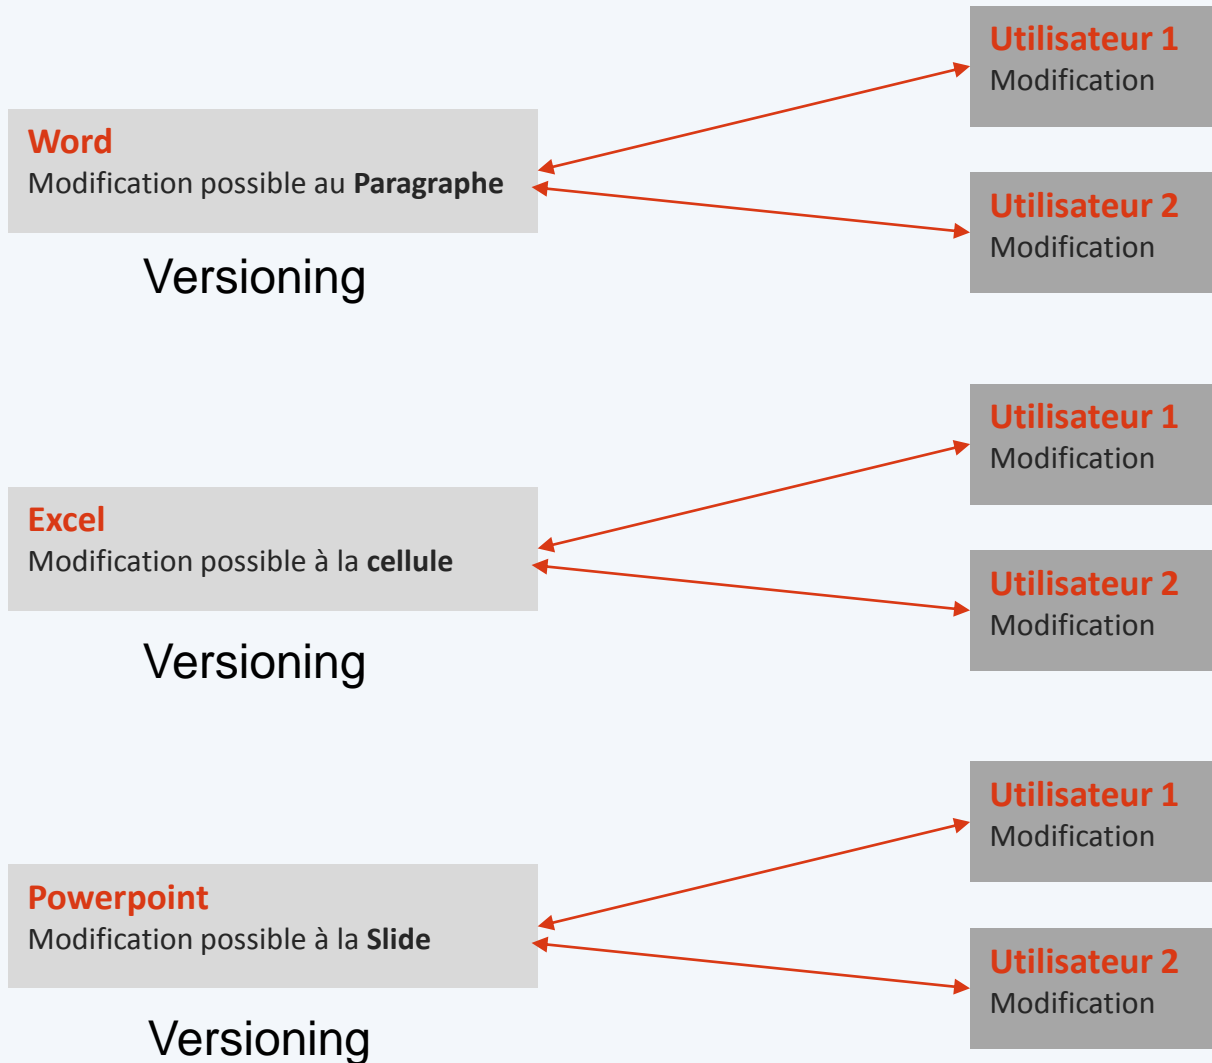 Utilisateur 1
Modification
Word
Modification possible au Paragraphe
Utilisateur 2
Modification
Versioning
Utilisateur 1
Modification
Excel
Modification possible à la cellule
Utilisateur 2
Modification
Versioning
Utilisateur 1
Modification
Powerpoint
Modification possible à la Slide
Utilisateur 2
Modification
Versioning